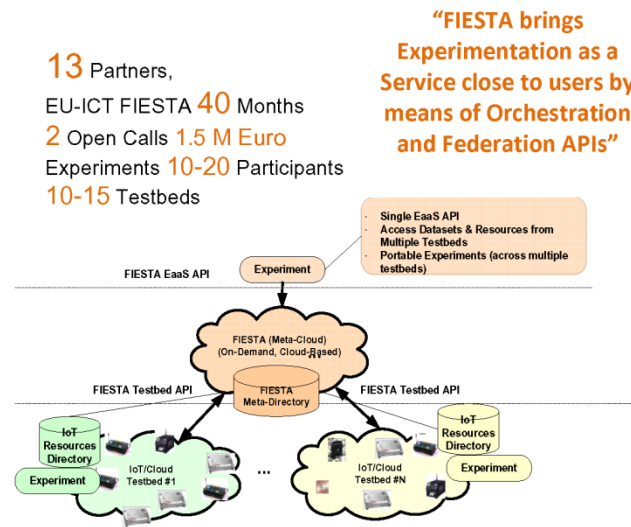 13 Partners,
EU-ICT FIESTA 40 Months
2 Open Calls 1.5 M Euro
Experiments 10-20 Participants
10-15 Testbeds
“FIESTA brings
Experimentation as a
Service close to users by
means of Orchestration
and Federation APIs”
· Single EaaS API
· Access Datasets & Resources from
Multiple Testbeds
· Portable Experiments (across multiple
testbeds)
FIESTA EaaS API
Experiment
FIESTA (Meta-Cloud)
(On-Demand, Cloud-Based)
...
FIESTA Testbed API
FIESTA Testbed API
FIESTA
Meta-Directory
IoT
Resources
Directory
Experiment
IoT/Cloud
Testbed #1
...
IoT/Cloud
Testbed #N
IoT
Resources
Directory
Experiment